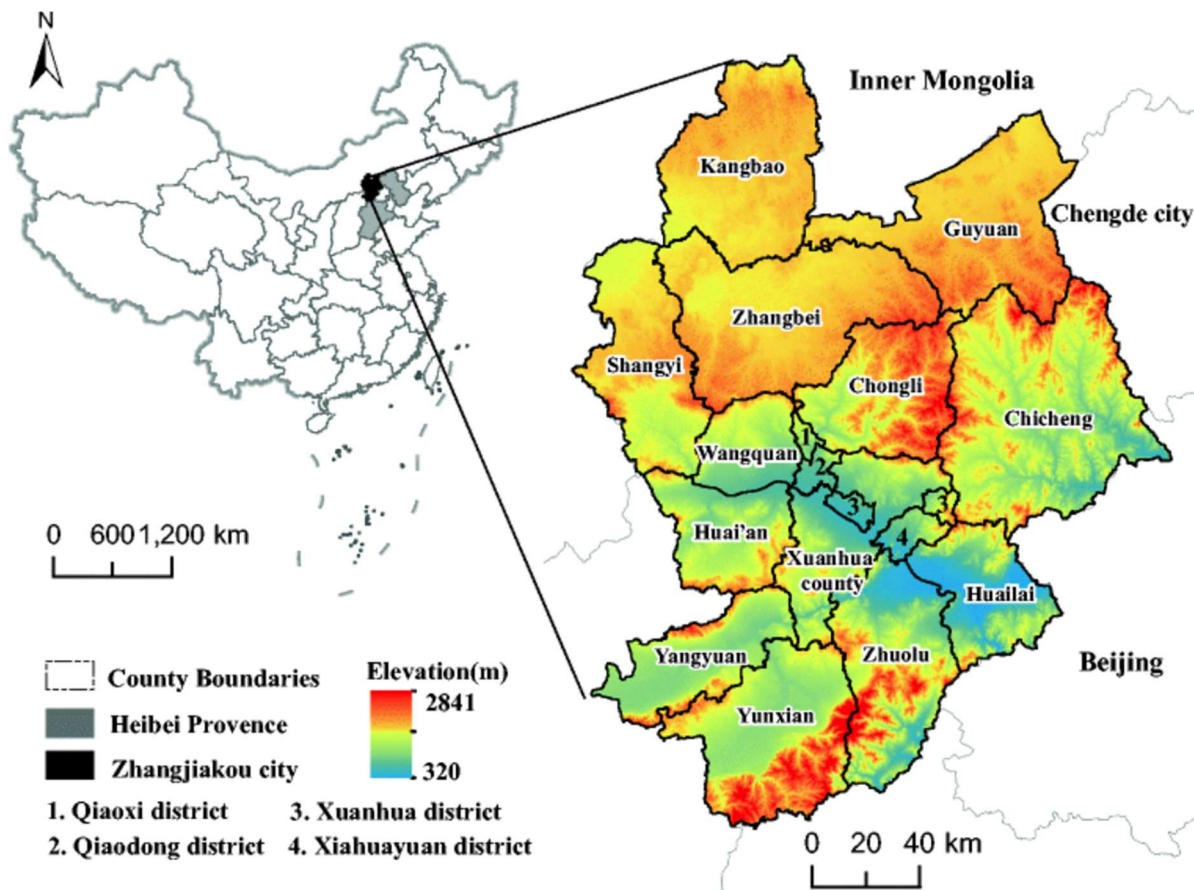 N
Inner Mongolia
Kangbao
Chengde city
Guyuan
Zhangbei
Shangyi
Chongli
Chicheng
1
Wangquan
2
3
3
Huai'an
4
Xuanhua
county
Huailai
Yangyuan
Zhuolu
Beijing
Yunxian
0 600 1,200 km
County Boundaries
Heibei Provence
Zhangjiakou city
Elevation(m)
2841
320
1. Qiaoxi district
3. Xuanhua district
2. Qiaodong district
4. Xiahuayuan district
0 20 40 km